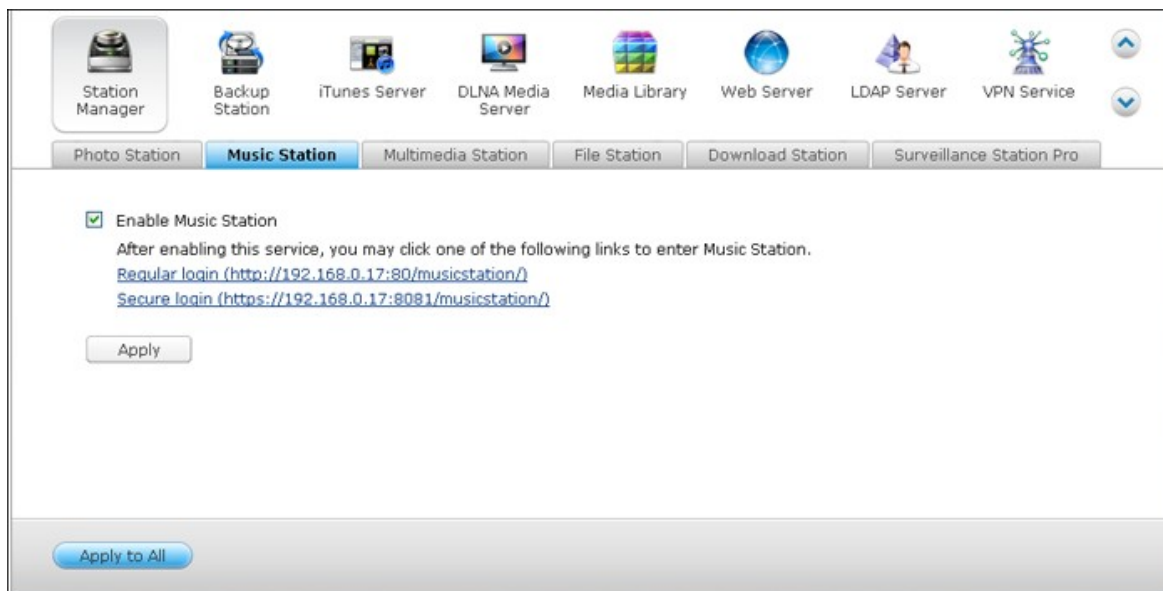 Station Manager
Backup Station
iTunes Server
DLNA Media Server
Media Library
Web Server
LDAP Server
VPN Service
Photo Station
Music Station
Multimedia Station
File Station
Download Station
Surveillance Station Pro
Enable Music Station
After enabling this service, you may click one of the following links to enter Music Station.
Regular login (http://192.168.0.17:80/musicstation/)
Secure login (https://192.168.0.17:8081/musicstation/)
Apply
Apply to All